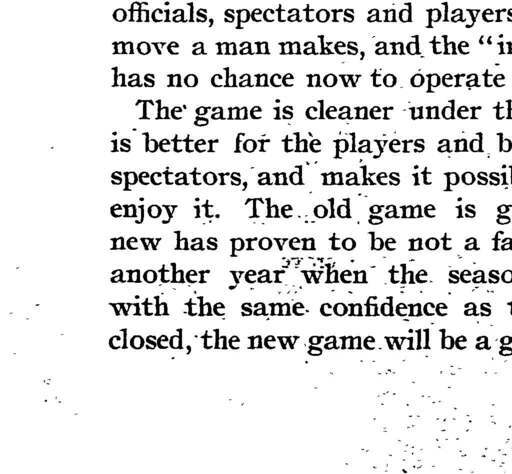 officials, spectators and players
move a man makes, and the “in
has no chance now to operate
The game is cleaner under th
is better for the players and b
spectators, and makes it possib
enjoy it. The old game is g
new has proven to be not a fa
another year when the seaso
with the same confidence as t
closed, the new game will be a g